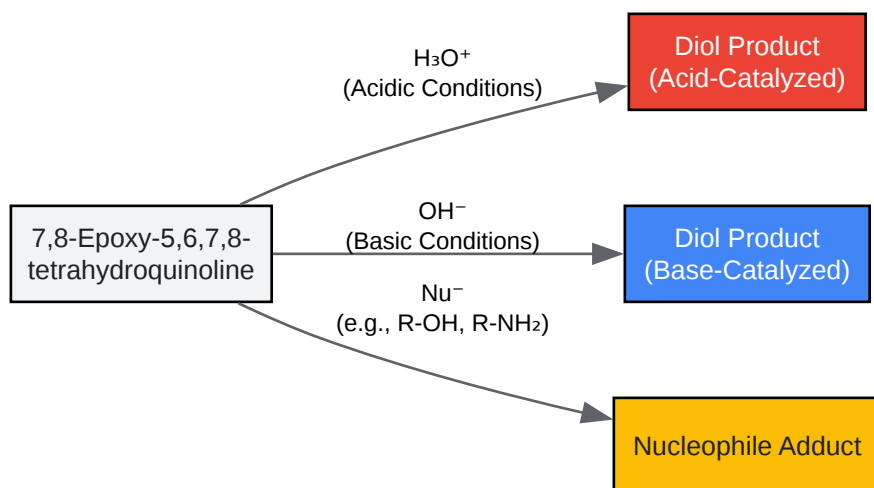 H₃O⁺
(Acidic Conditions)
Diol Product
(Acid-Catalyzed)
7,8-Epoxy-5,6,7,8-
tetrahydroquinoline
OH⁻
(Basic Conditions)
Diol Product
(Base-Catalyzed)
Nu⁻
(e.g., R-OH, R-NH₂)
Nucleophile Adduct